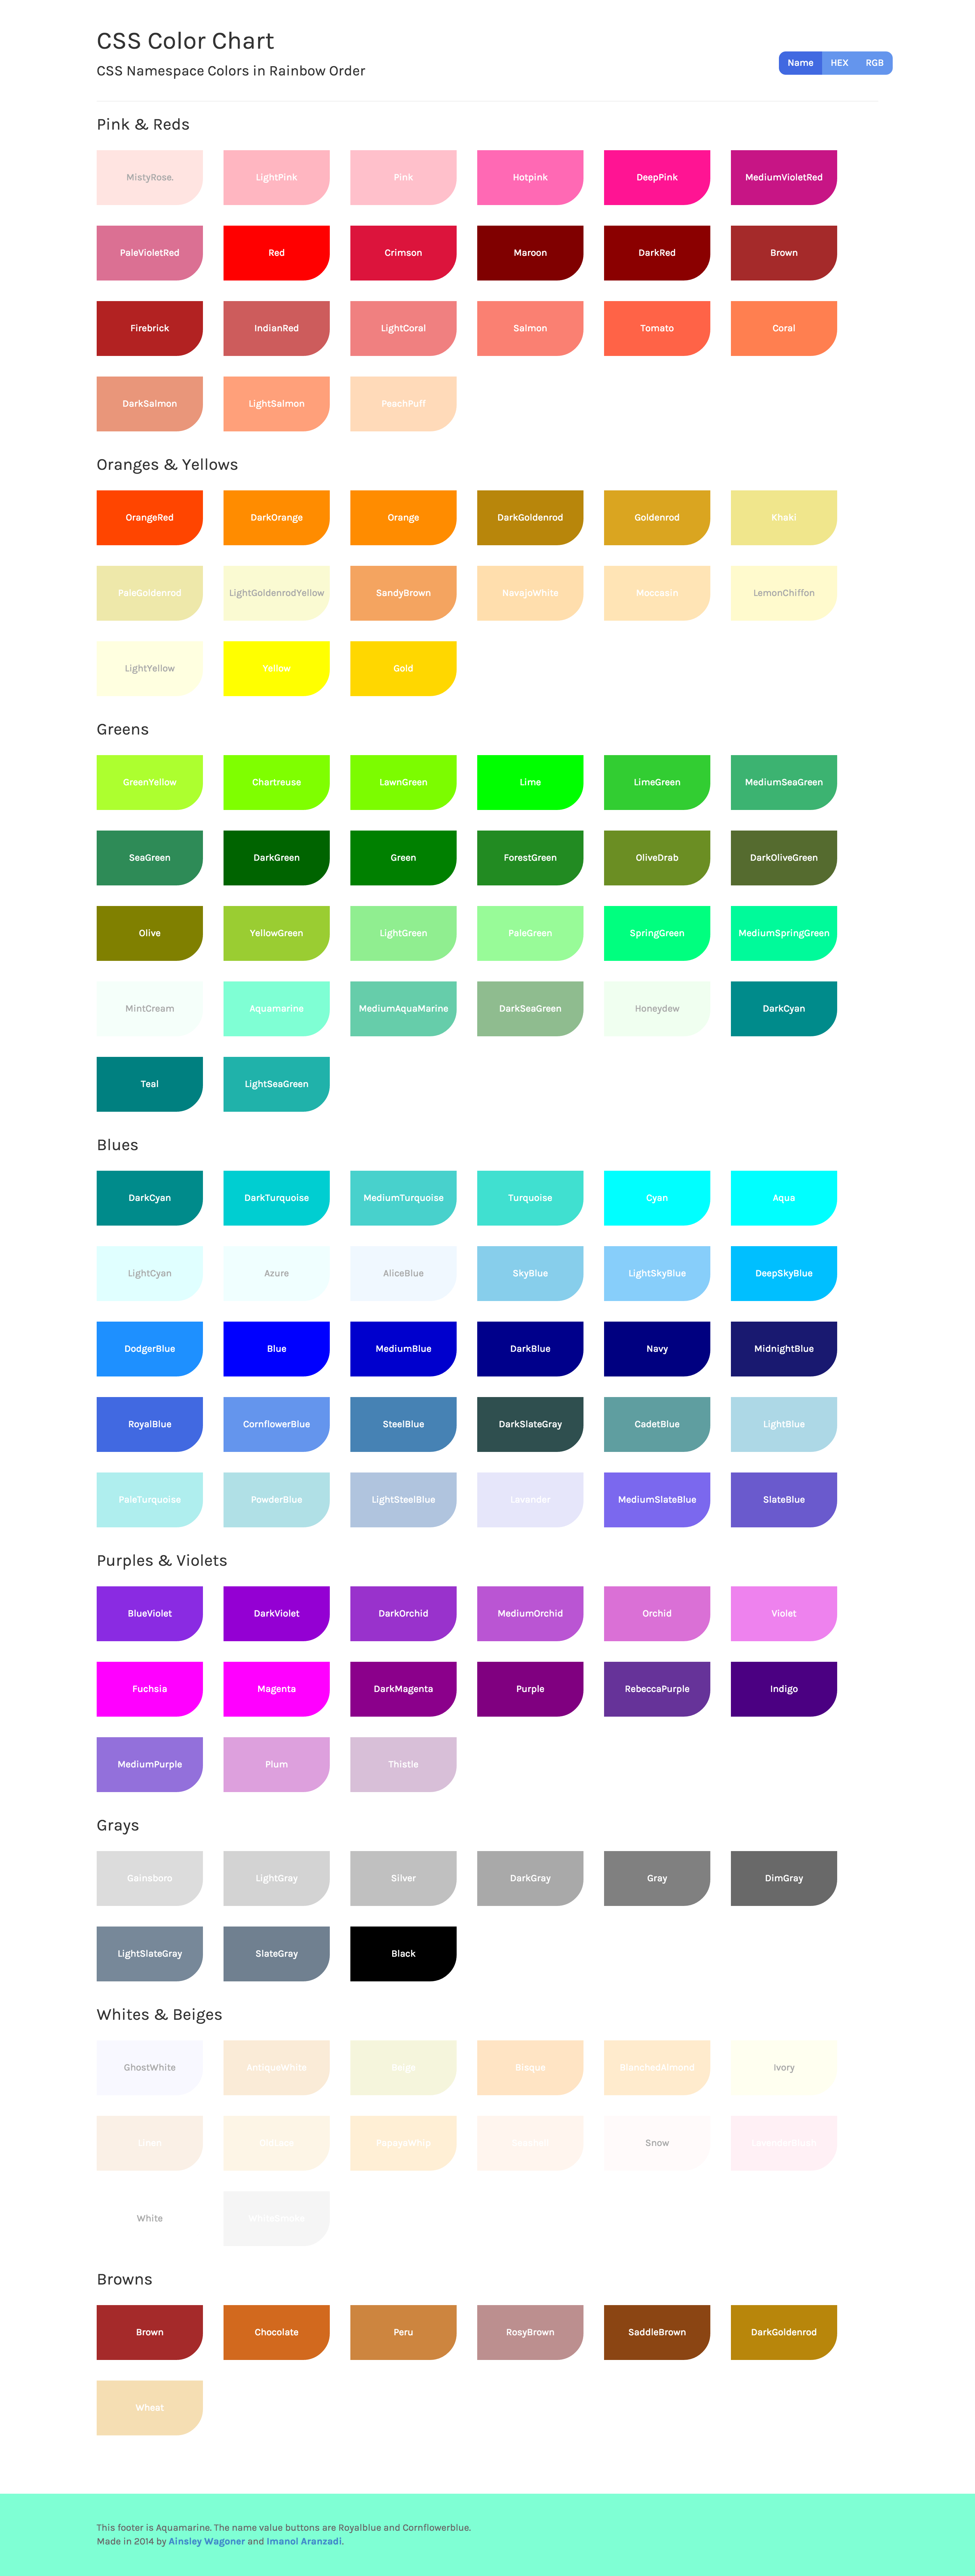 CSS Color Chart
CSS Namespace Colors in Rainbow Order
Name HEX RGB
Pink & Reds
MistyRose. LightPink Pink Hotpink DeepPink MediumVioletRed
PaleVioletRed Red Crimson Maroon DarkRed Brown
Firebrick IndianRed LightCoral Salmon Tomato Coral
DarkSalmon LightSalmon PeachPuff
Oranges & Yellows
OrangeRed DarkOrange Orange DarkGoldenrod Goldenrod Khaki
PaleGoldenrod LightGoldenrodYellow SandyBrown NavajoWhite Moccasin LemonChiffon
LightYellow Yellow Gold
Greens
GreenYellow Chartreuse LawnGreen Lime LimeGreen MediumSeaGreen
SeaGreen DarkGreen Green ForestGreen OliveDrab DarkOliveGreen
Olive YellowGreen LightGreen PaleGreen SpringGreen MediumSpringGreen
MintCream Aquamarine MediumAquaMarine DarkSeaGreen Honeydew DarkCyan
Teal LightSeaGreen
Blues
DarkCyan DarkTurquoise MediumTurquoise Turquoise Cyan Aqua
LightCyan Azure AliceBlue SkyBlue LightSkyBlue DeepSkyBlue
DodgerBlue Blue MediumBlue DarkBlue Navy MidnightBlue
RoyalBlue CornflowerBlue SteelBlue DarkSlateGray CadetBlue LightBlue
PaleTurquoise PowderBlue LightSteelBlue Lavander MediumSlateBlue SlateBlue
Purples & Violets
BlueViolet DarkViolet DarkOrchid MediumOrchid Orchid Violet
Fuchsia Magenta DarkMagenta Purple RebeccaPurple Indigo
MediumPurple Plum Thistle
Grays
Gainsboro LightGray Silver DarkGray Gray DimGray
LightSlateGray SlateGray Black
Whites & Beiges
GhostWhite AntiqueWhite Beige Bisque BlanchedAlmond Ivory
Linen PapayaWhip Snow
White WhiteSmoke
Browns
Brown Chocolate Peru RosyBrown SaddleBrown DarkGoldenrod
Wheat
This footer is Aquamarine. The name value buttons are Royalblue and Cornflowerblue.
Made in 2014 by Ainsley Wagoner and Imanol Aranzadi.